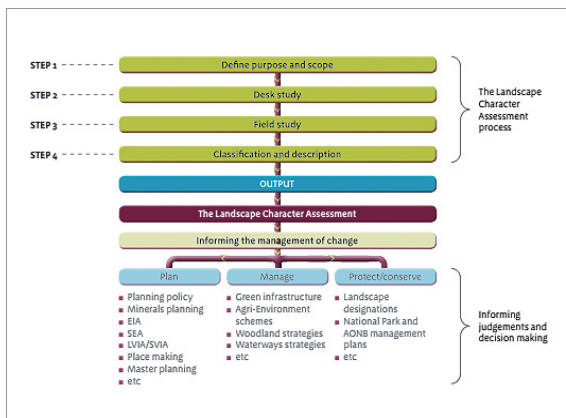 STEP 1
Define purpose and scope
STEP 2
Desk study
STEP 3
Field study
STEP 4
Classification and description
The Landscape
Character
Assessment
process
OUTPUT
The Landscape Character Assessment
Informing the management of change
Plan
Planning policy
Minerals planning
EIA
SEA
LVIA/SVIA
Place making
Master planning
etc
Manage
Green infrastructure
Agri-Environment
schemes
Woodland strategies
Waterways strategies
etc
Protect/conserve
Landscape
designations
National Park and
AONB management
plans
etc
Informing
judgements and
decision making